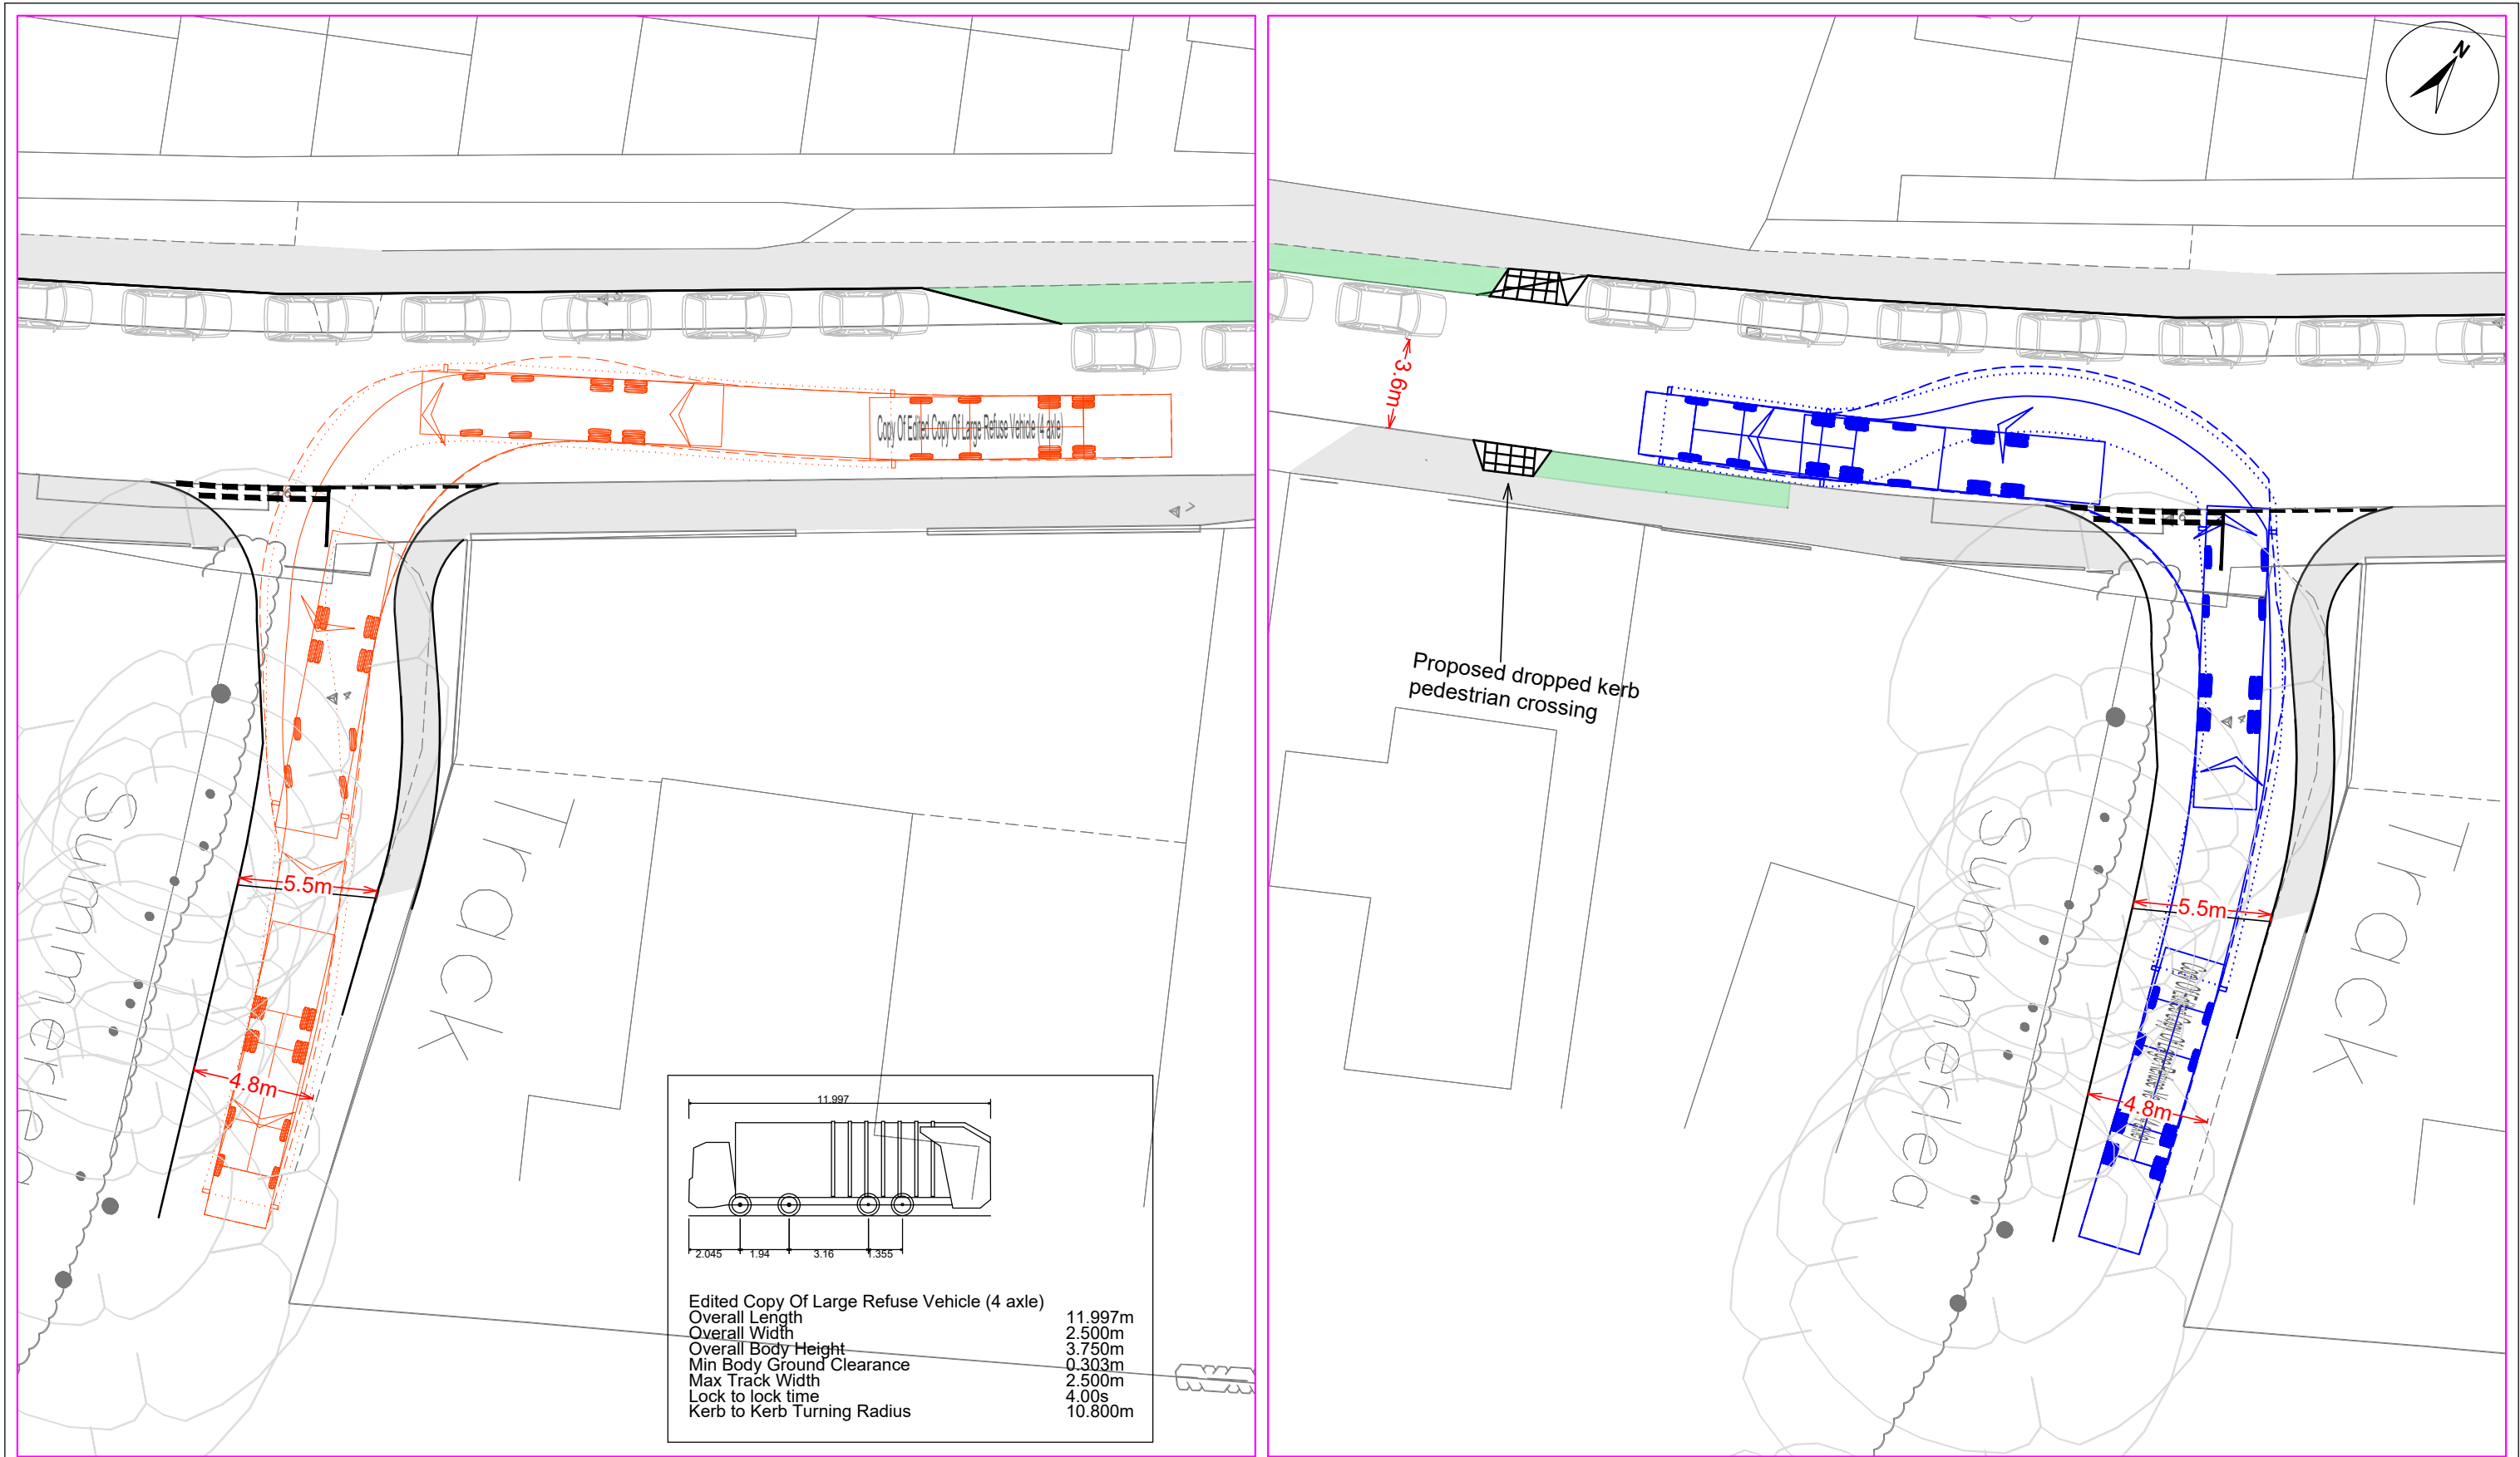 N
Copy Of Edited Copy Of Large Refuse Vehicle (4 axle)
3.6m
Proposed dropped kerb
pedestrian crossing
4
4
5.5m
5.5m
Track
Track
4.8m
4.8m
11.997
2.045
1.94
3.16
1.355
Edited Copy Of Large Refuse Vehicle (4 axle)
Overall Length 11.997m
Overall Width 2.500m
Overall Body Height 3.750m
Min Body Ground Clearance 0.303m
Max Track Width 2.500m
Lock to lock time 4.00s
Kerb to Kerb Turning Radius 10.800m